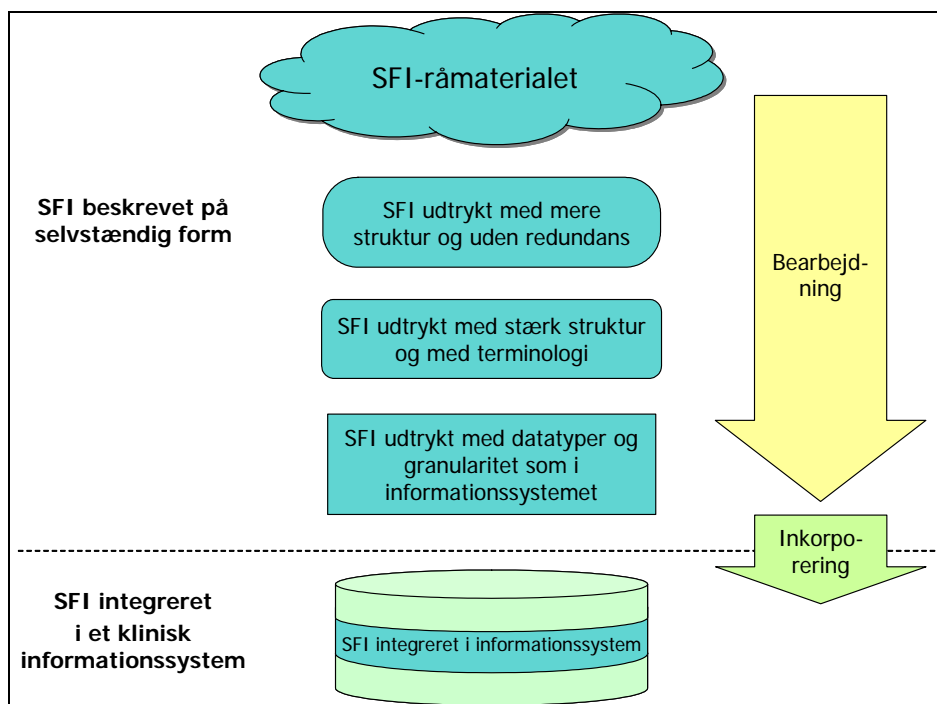 SFI-råmaterialet
SFI beskrevet på
selvstændig form
SFI udtrykt med mere
struktur og uden redundans
SFI udtrykt med stærk struktur
og med terminologi
SFI udtrykt med datatyper og
granularitet som i
informationssystemet
Bearbejd-
ning
Inkorpo-
rering
SFI integreret
i et klinisk
informationssystem
SFI integreret i informationssystem